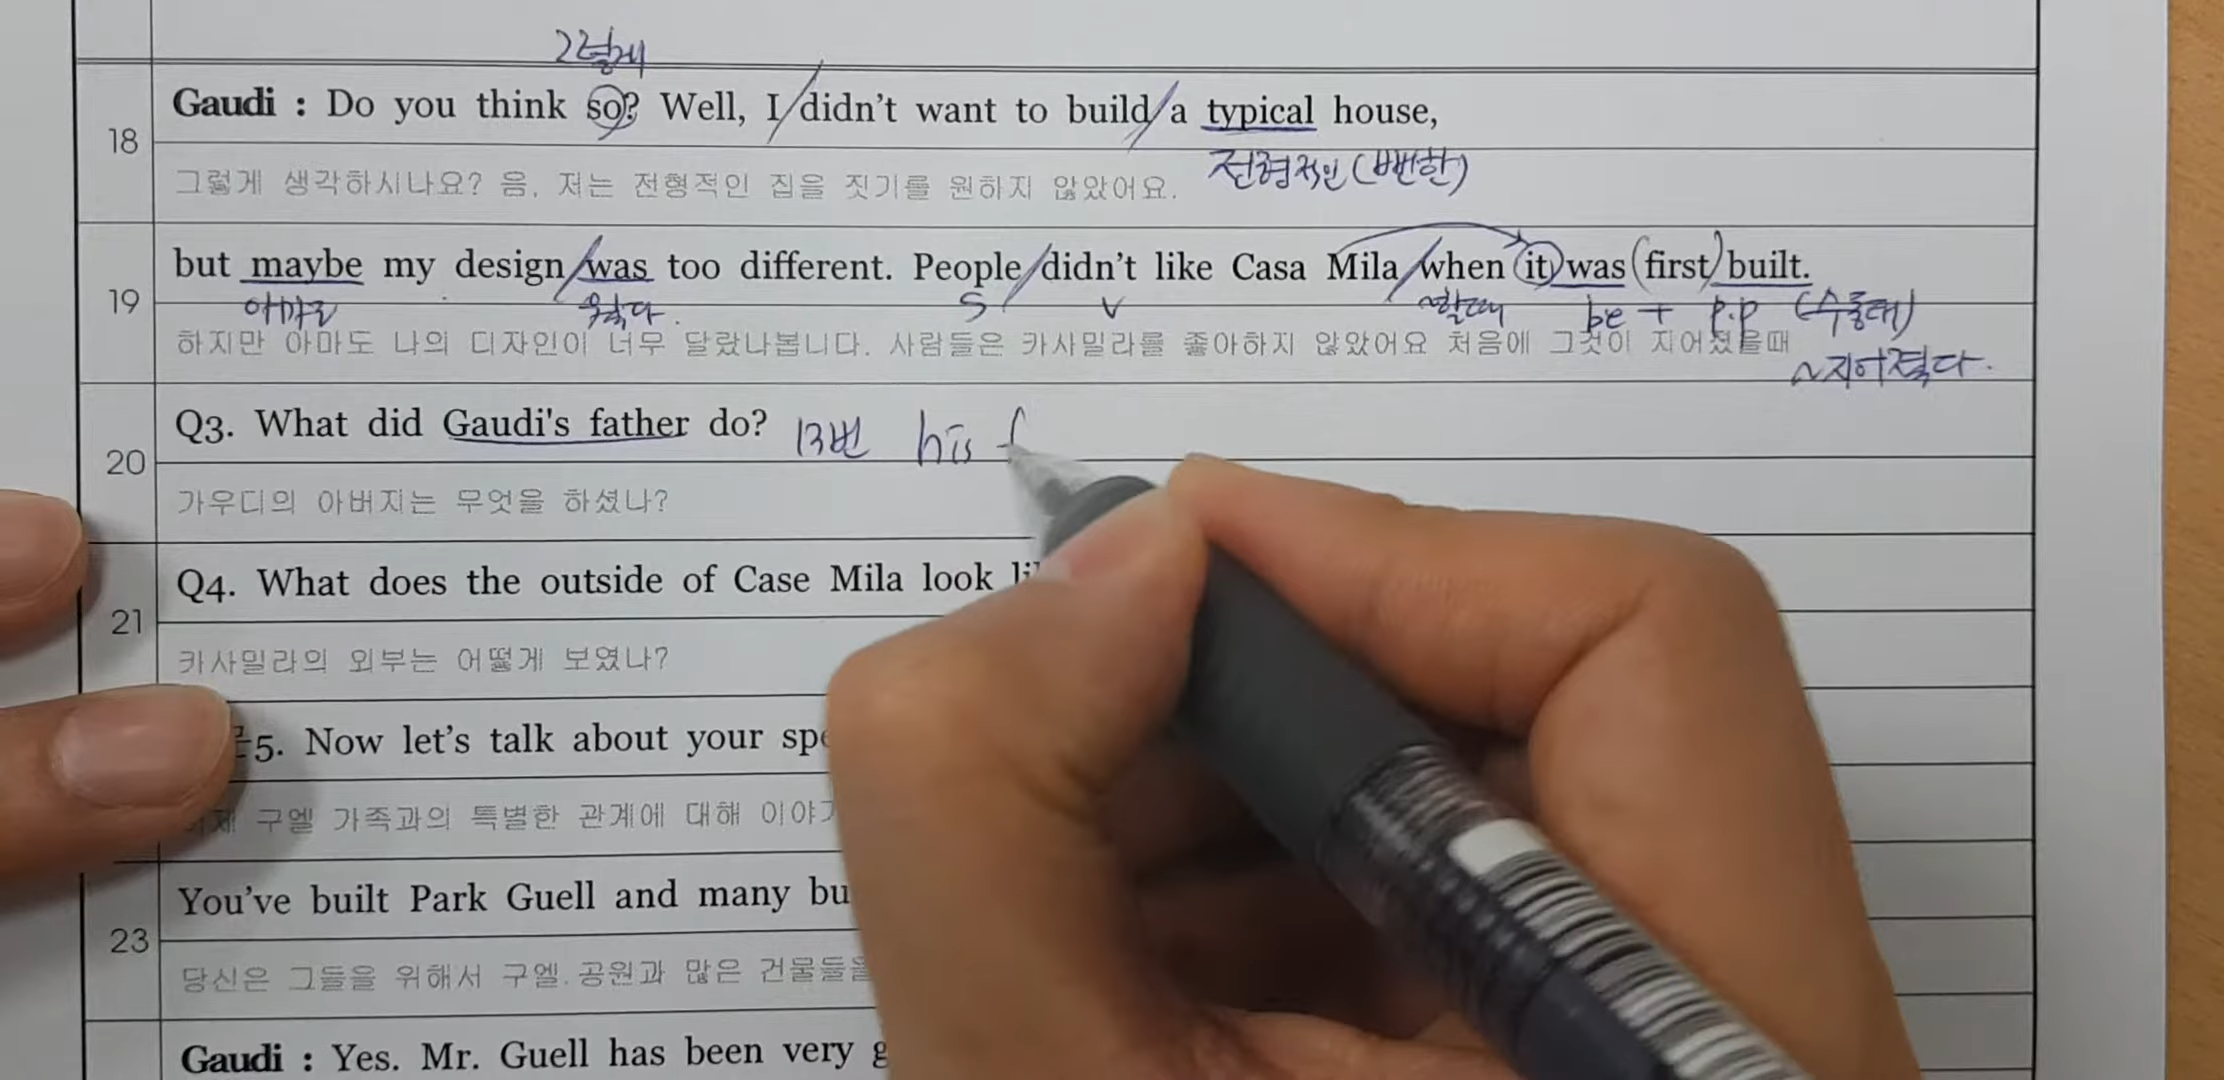 그렇게
Gaudi : Do you think so? Well, I didn't want to build a typical house,
18
전형적인 (뻔한)
그렇게 생각하시나요? 음, 저는 전형적인 집을 짓기를 원하지 않았어요.
but maybe my design was too different. People didn't like Casa Mila when it was first built.
19
아마도 S V ~할때 be + p.p (수동태)
하지만 아마도 나의 디자인이 너무 달랐나봅니다. 사람들은 카사밀라를 좋아하지 않았어요 처음에 그것이 지어졌을때
~지어졌다.
Q3. What did Gaudi's father do? 13번 his f
20
가우디의 아버지는 무엇을 하셨나?
Q4. What does the outside of Case Mila look
21
카사밀라의 외부는 어떻게 보였나?
5. Now let's talk about your
구엘 가족과의 특별한 관계에 대해
You've built Park Guell and many
23
당신은 그들을 위해서 구엘.공원과 많은 건물들을
Gaudi : Yes. Mr. Guell has been very